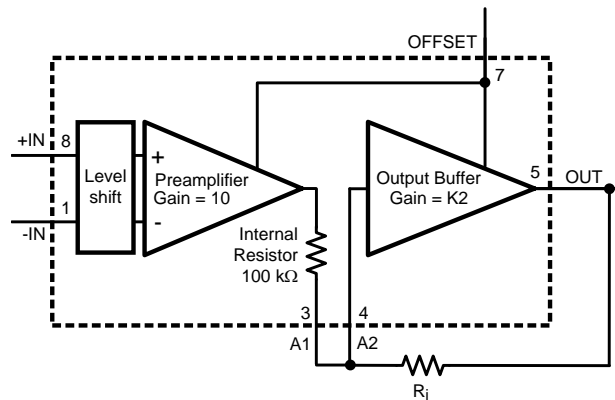 OFFSET
7
+IN
8
Level
shift
+
-
Preamplifier
Gain = 10
Output Buffer
Gain = K2
5
OUT
1
-IN
Internal
Resistor
100 kΩ
3
4
A1
A2
Ri